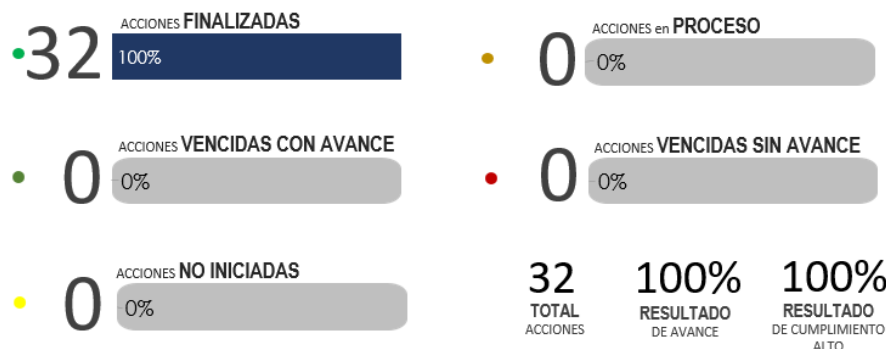 32 ACCIONES FINALIZADAS
100%
0 ACCIONES en PROCESO
0%
0 ACCIONES VENCIDAS CON AVANCE
0%
0 ACCIONES VENCIDAS SIN AVANCE
0%
0 ACCIONES NO INICIADAS
0%
32
TOTAL
ACCIONES
100%
RESULTADO
DE AVANCE
100%
RESULTADO
DE CUMPLIMIENTO
ALTO